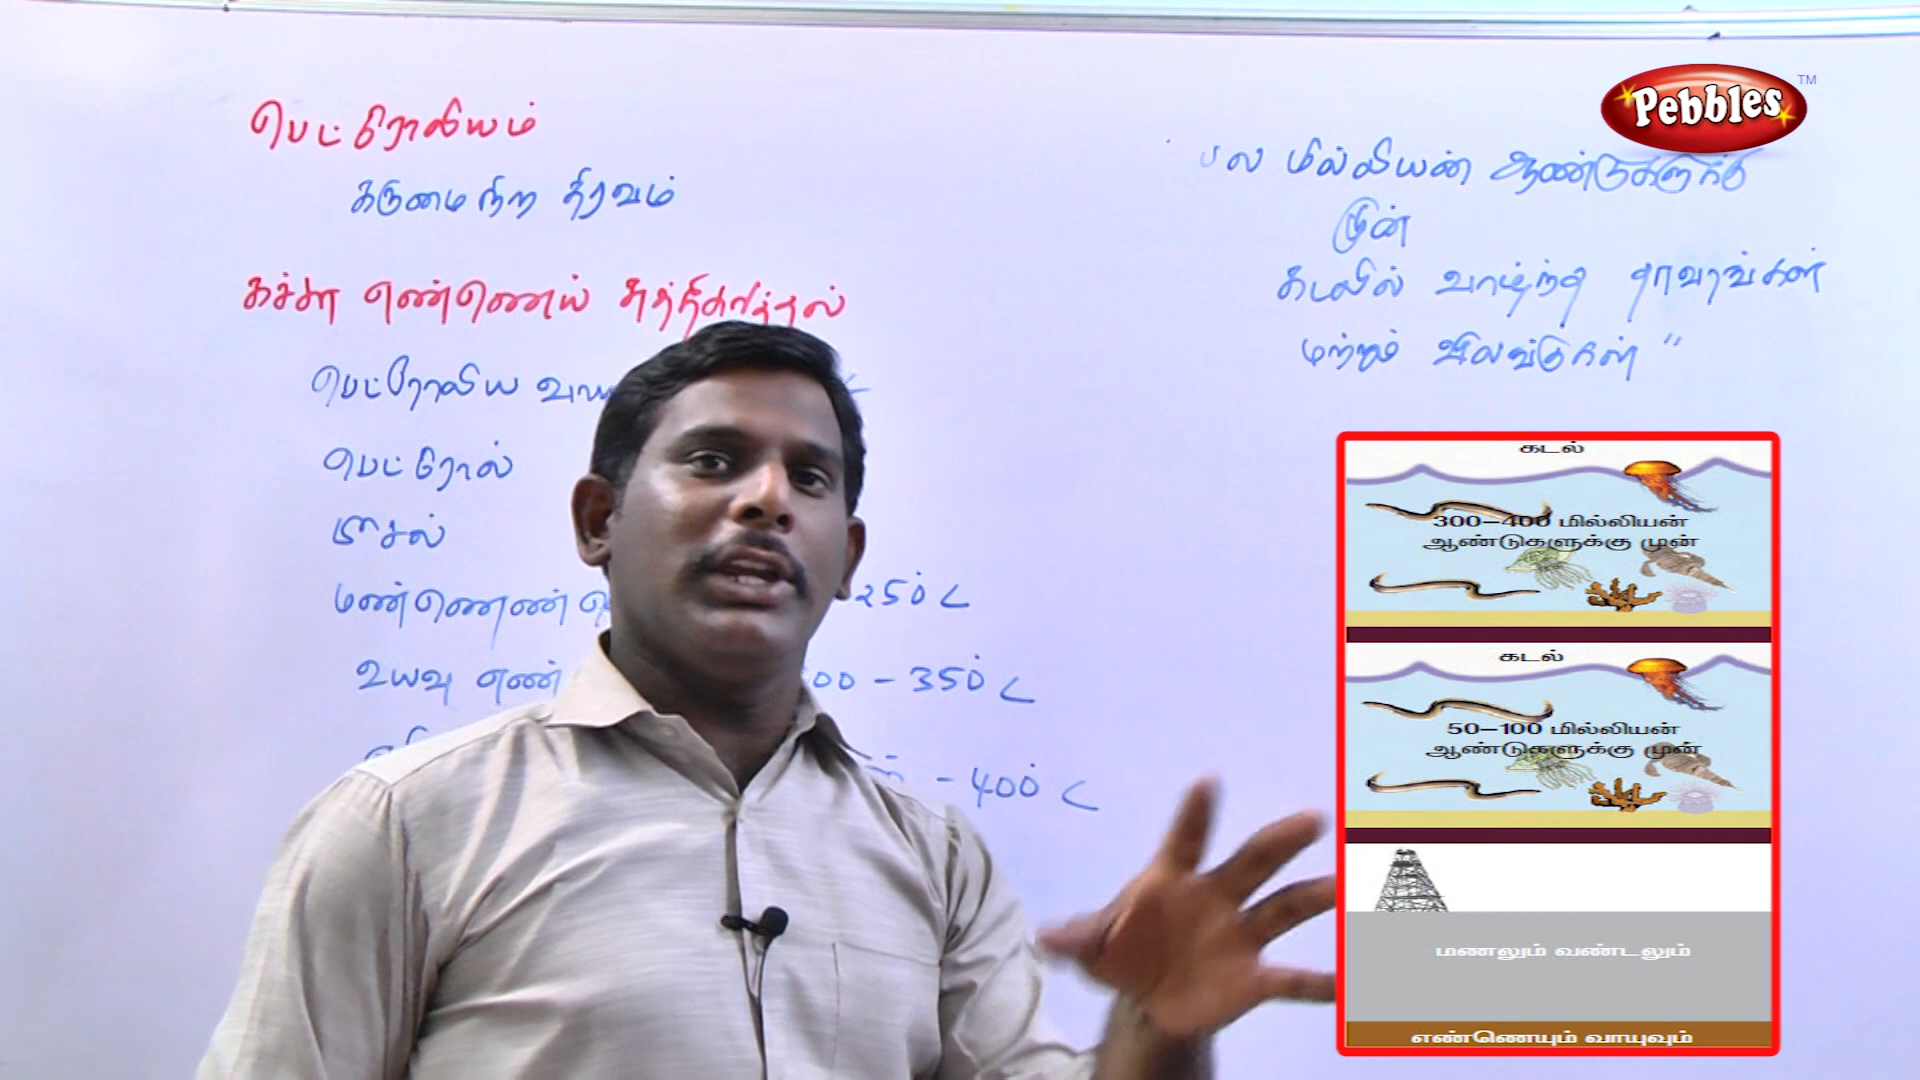 பெட்ரோலியம்
கருமை நிற திரவம்
கச்சா எண்ணெய் சுத்திகரித்தல்
பெட்ரோலிய
பெட்ரோல்
டீசல்
250°C
உயவு எண்
00 - 350°C
- 400°C
Pebbles TM
பல மில்லியன் ஆண்டுகளுக்கு
முன்
கடலில் வாழ்ந்த தாவரங்கள்
மற்றும் விலங்குகள் "
கடல்
300–400 மில்லியன்
ஆண்டுகளுக்கு முன்
கடல்
50–100 மில்லியன்
ஆண்டுகளுக்கு முன்
மணலும் வண்டலும்
எண்ணெயும் வாயுவும்